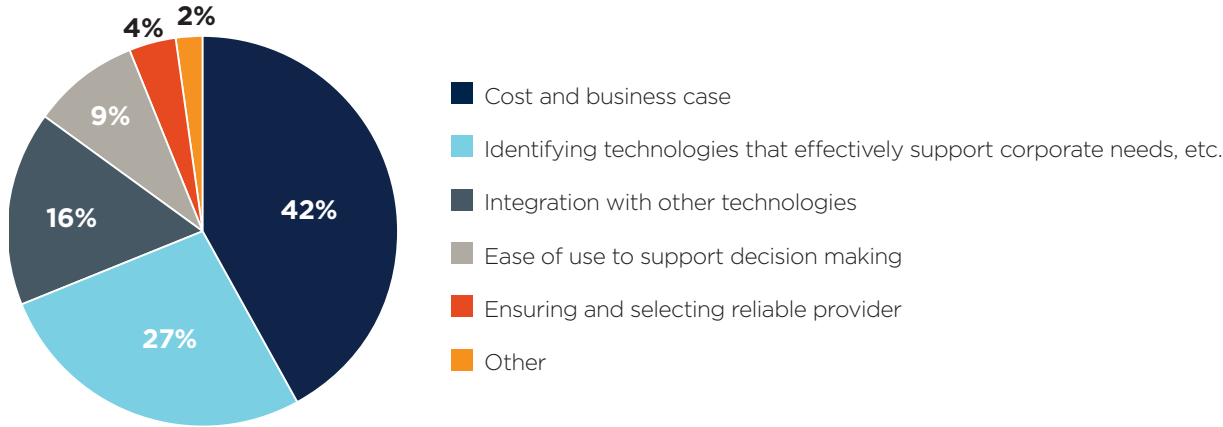 2%
4%
9%
16%
42%
27%
Cost and business case
Identifying technologies that effectively support corporate needs, etc.
Integration with other technologies
Ease of use to support decision making
Ensuring and selecting reliable provider
Other